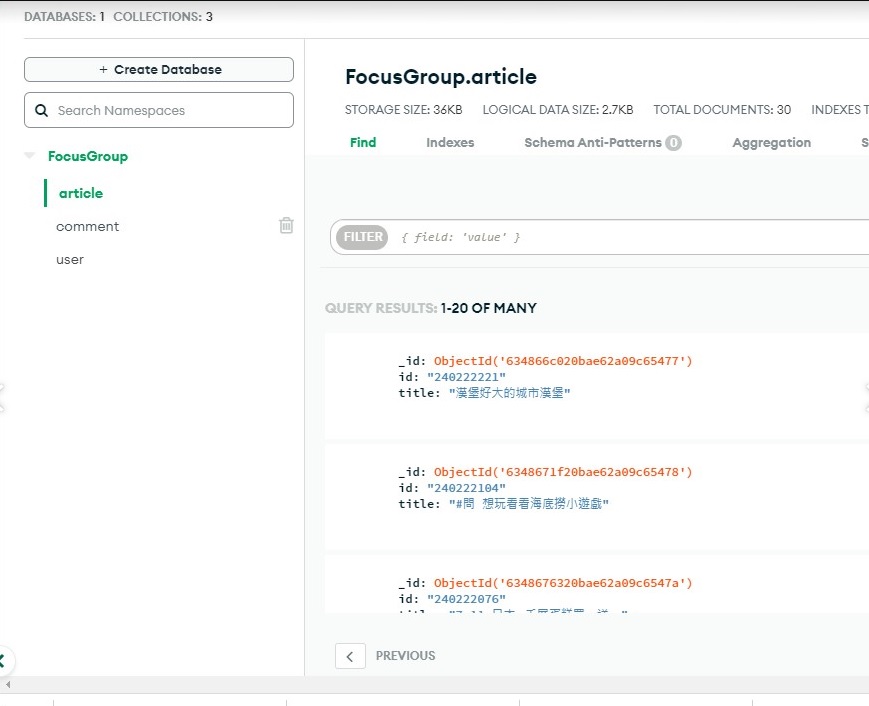 DATABASES: 1 COLLECTIONS: 3
+ Create Database
Search Namespaces
FocusGroup
article
comment
user
FocusGroup.article
STORAGE SIZE: 36KB LOGICAL DATA SIZE: 2.7KB TOTAL DOCUMENTS: 30 INDEXES T
Find Indexes Schema Anti-Patterns 0 Aggregation S
FILTER { field: 'value' }
QUERY RESULTS: 1-20 OF MANY
_id: ObjectId('634866c020bae62a09c65477')
id: "240222221"
title: "漢堡好大的城市漢堡"
_id: ObjectId('6348671f20bae62a09c65478')
id: "240222104"
title: "#問 想玩看看海底撈小遊戲"
_id: ObjectId('6348676320bae62a09c6547a')
id: "240222076"
PREVIOUS